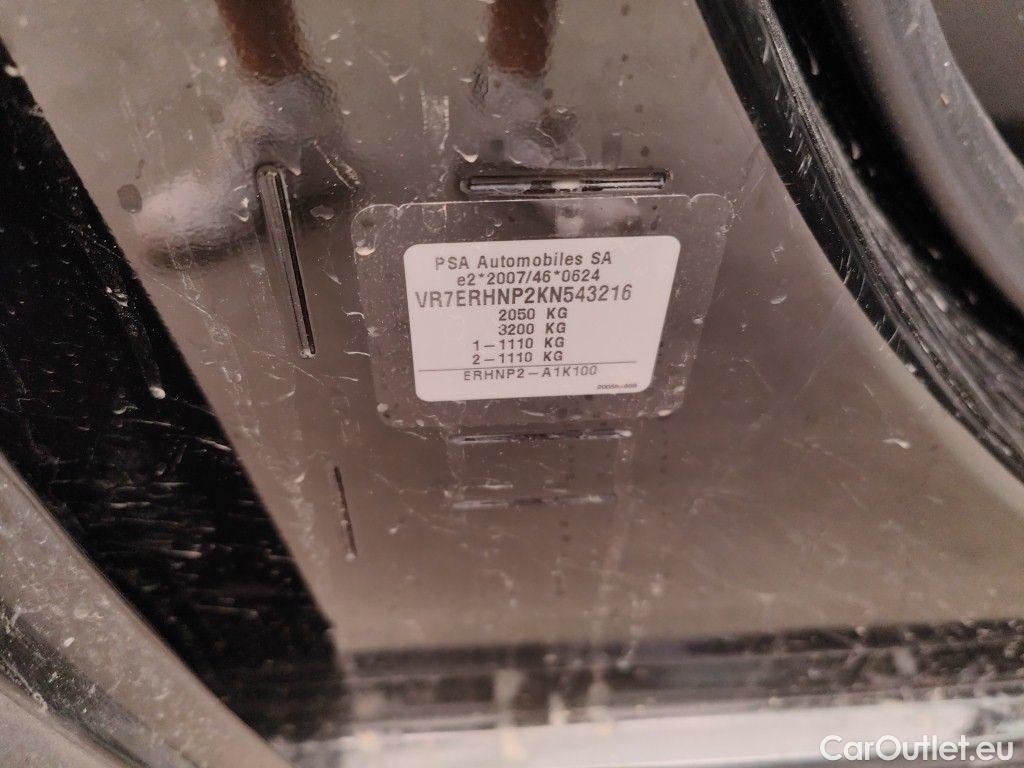 PSA Automobiles SA
e2*2007/46*0624
VR7ERHNP2KN543216
2050 KG
3200 KG
1-1110 KG
2-1110 KG
ERHNP2-A1K100
CarOutlet.eu